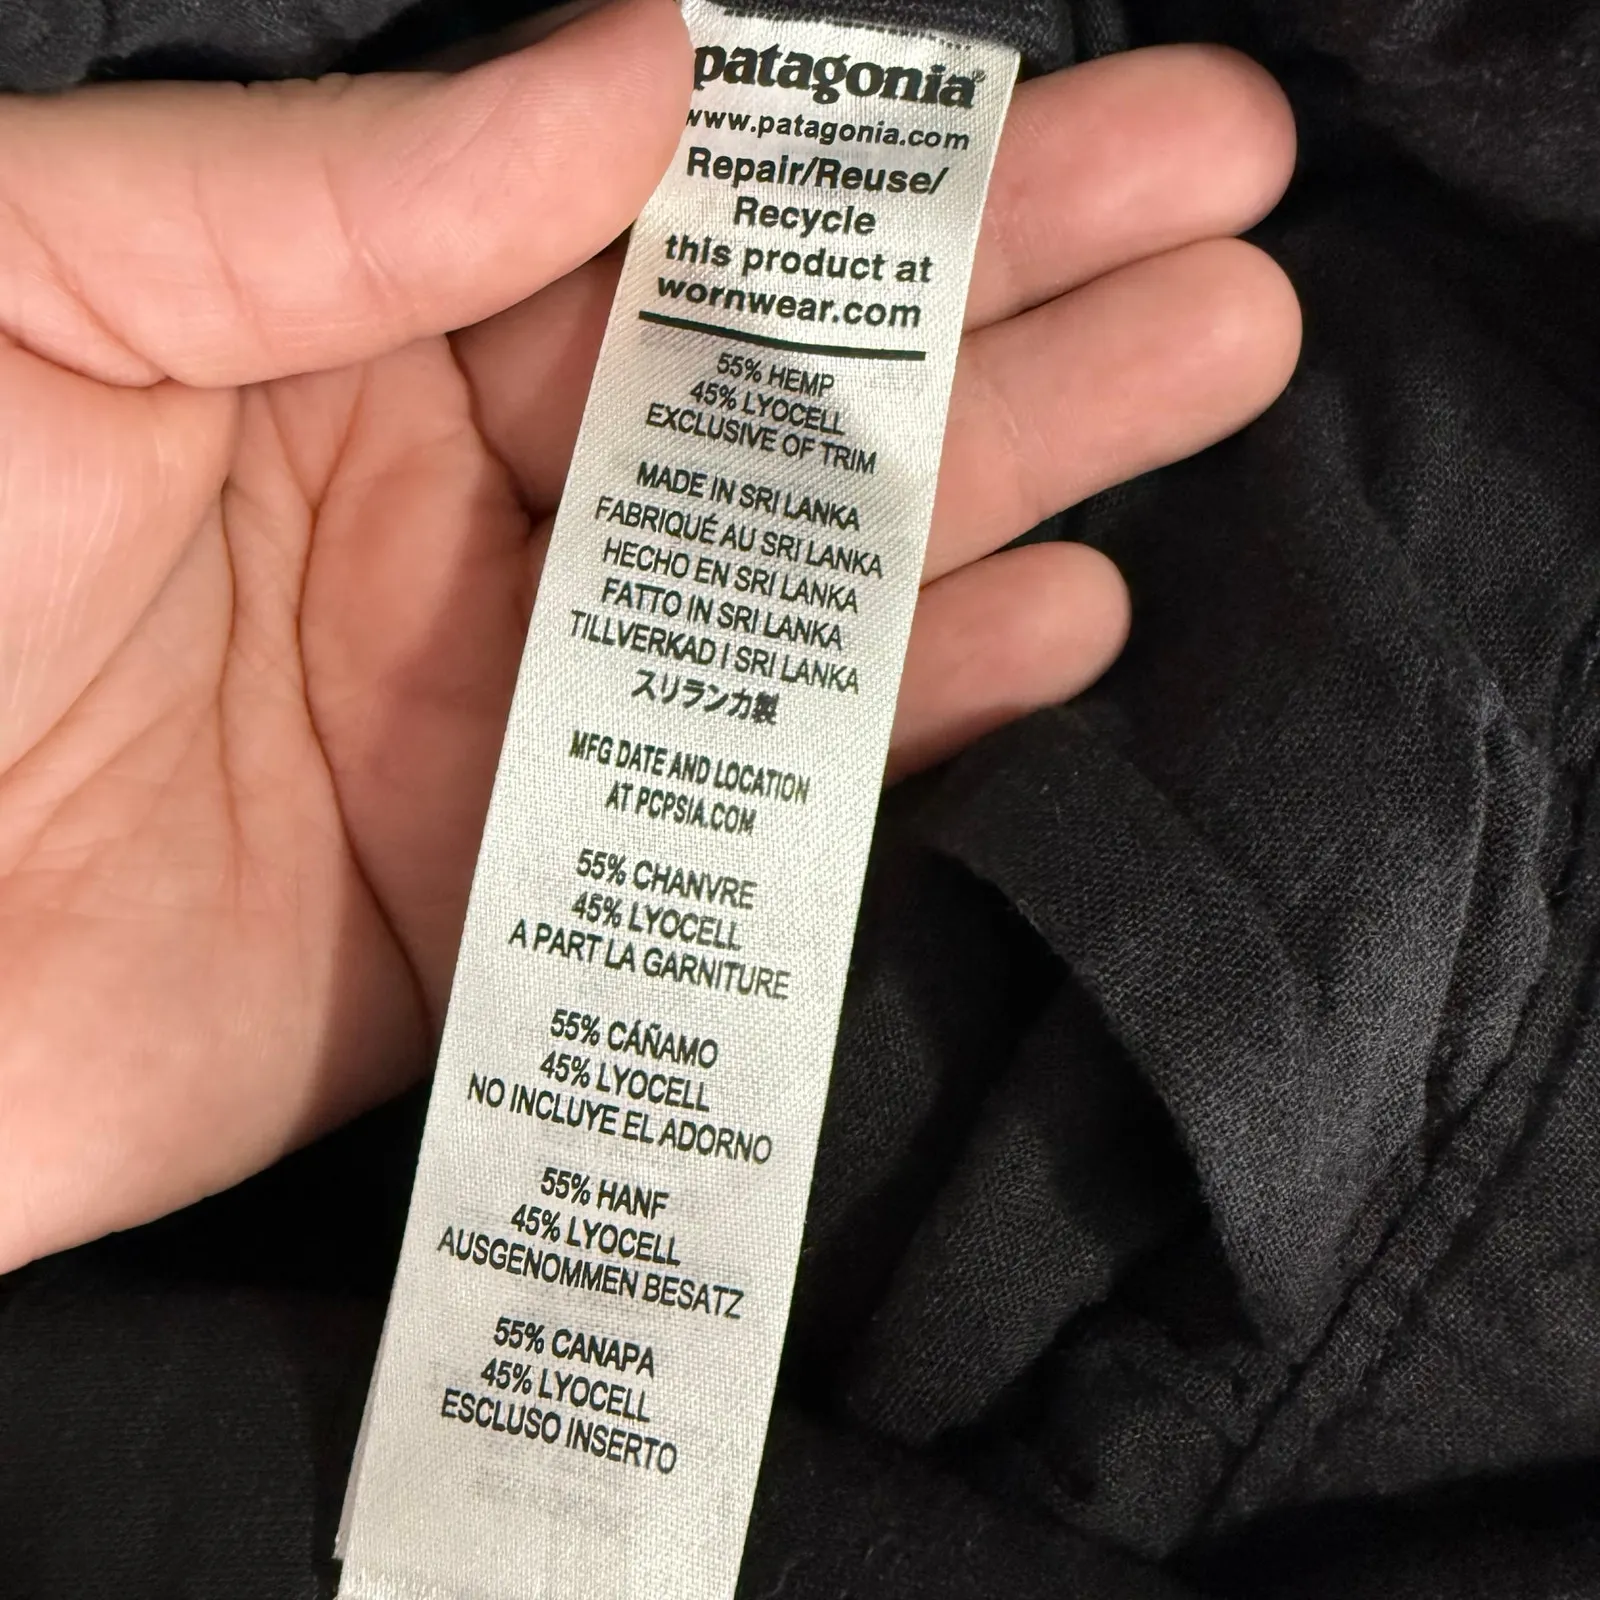 patagonia®
www.patagonia.com
Repair/Reuse/
Recycle
this product at
wornwear.com
55% HEMP
45% LYOCELL
EXCLUSIVE OF TRIM
MADE IN SRI LANKA
FABRIQUÉ AU SRI LANKA
HECHO EN SRI LANKA
FATTO IN SRI LANKA
TILLVERKAD I SRI LANKA
スリランカ製
MFG DATE AND LOCATION
AT PCPSIA.COM
55% CHANVRE
45% LYOCELL
A PART LA GARNITURE
55% CÁÑAMO
45% LYOCELL
NO INCLUYE EL ADORNO
55% HANF
45% LYOCELL
AUSGENOMMEN BESATZ
55% CANAPA
45% LYOCELL
ESCLUSO INSERTO